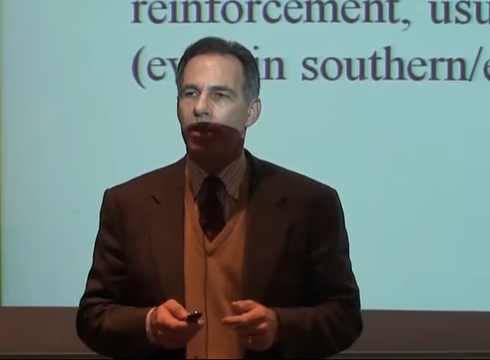 reinforcement, usu
(ev in southern/e